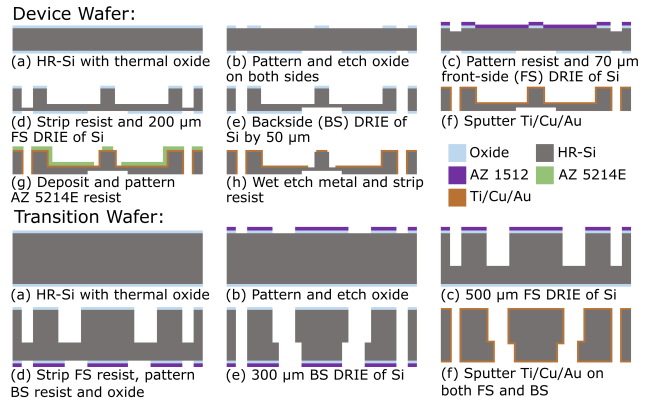 Device Wafer:
(a) HR-Si with thermal oxide
(b) Pattern and etch oxide
on both sides
(c) Pattern resist and 70 μm
front-side (FS) DRIE of Si
(d) Strip resist and 200 μm
FS DRIE of Si
(e) Backside (BS) DRIE of
Si by 50 μm
(f) Sputter Ti/Cu/Au
(g) Deposit and pattern
AZ 5214E resist
(h) Wet etch metal and strip
resist
Oxide
HR-Si
AZ 1512
AZ 5214E
Ti/Cu/Au
Transition Wafer:
(a) HR-Si with thermal oxide
(b) Pattern and etch oxide
(c) 500 μm FS DRIE of Si
(d) Strip FS resist, pattern
BS resist and oxide
(e) 300 μm BS DRIE of Si
(f) Sputter Ti/Cu/Au on
both FS and BS